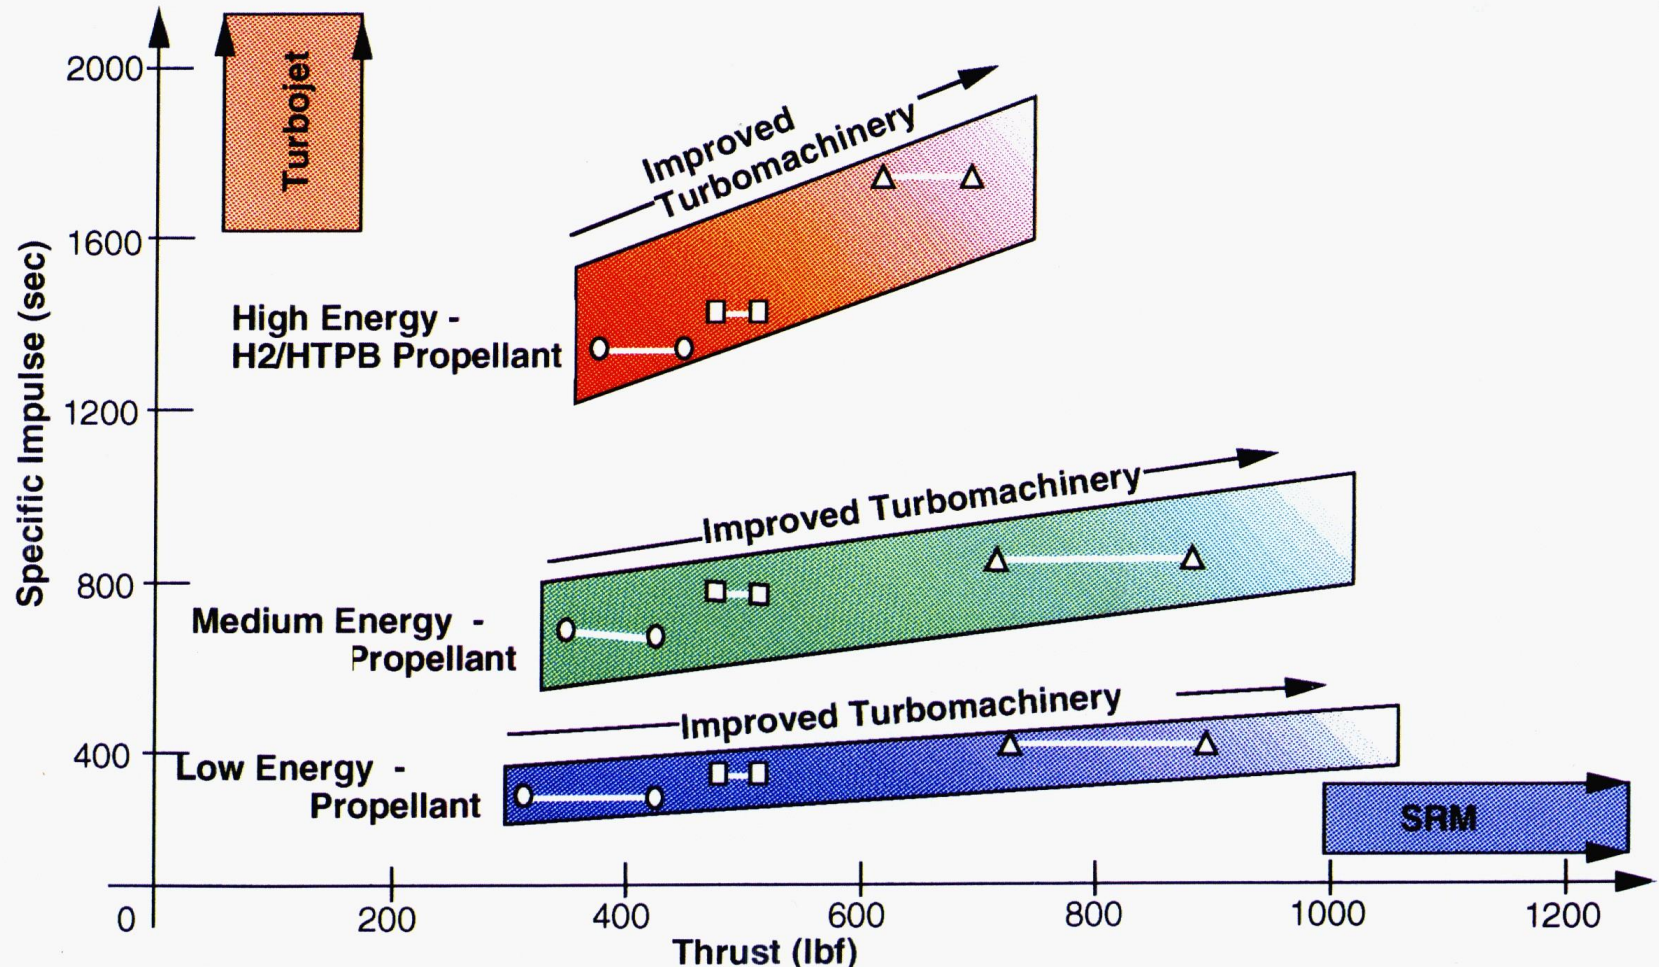 2000
1600
1200
800
400
0
200
400
600
800
1000
1200
Specific Impulse (sec)
Thrust (lbf)
Turbojet
Improved
Turbomachinery
High Energy -
H2/HTPB Propellant
Improved Turbomachinery
Medium Energy -
Propellant
Improved Turbomachinery
Low Energy -
Propellant
SRM